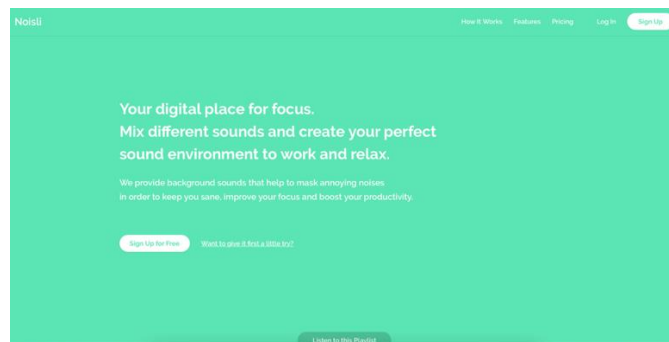 Noisli
How It Works Features Pricing Log In Sign Up
Your digital place for focus.
Mix different sounds and create your perfect
sound environment to work and relax.
We provide background sounds that help to mask annoying noises
in order to keep you sane, improve your focus and boost your productivity.
Sign Up for Free Want to give it first a little try?
Listen to this Playlist